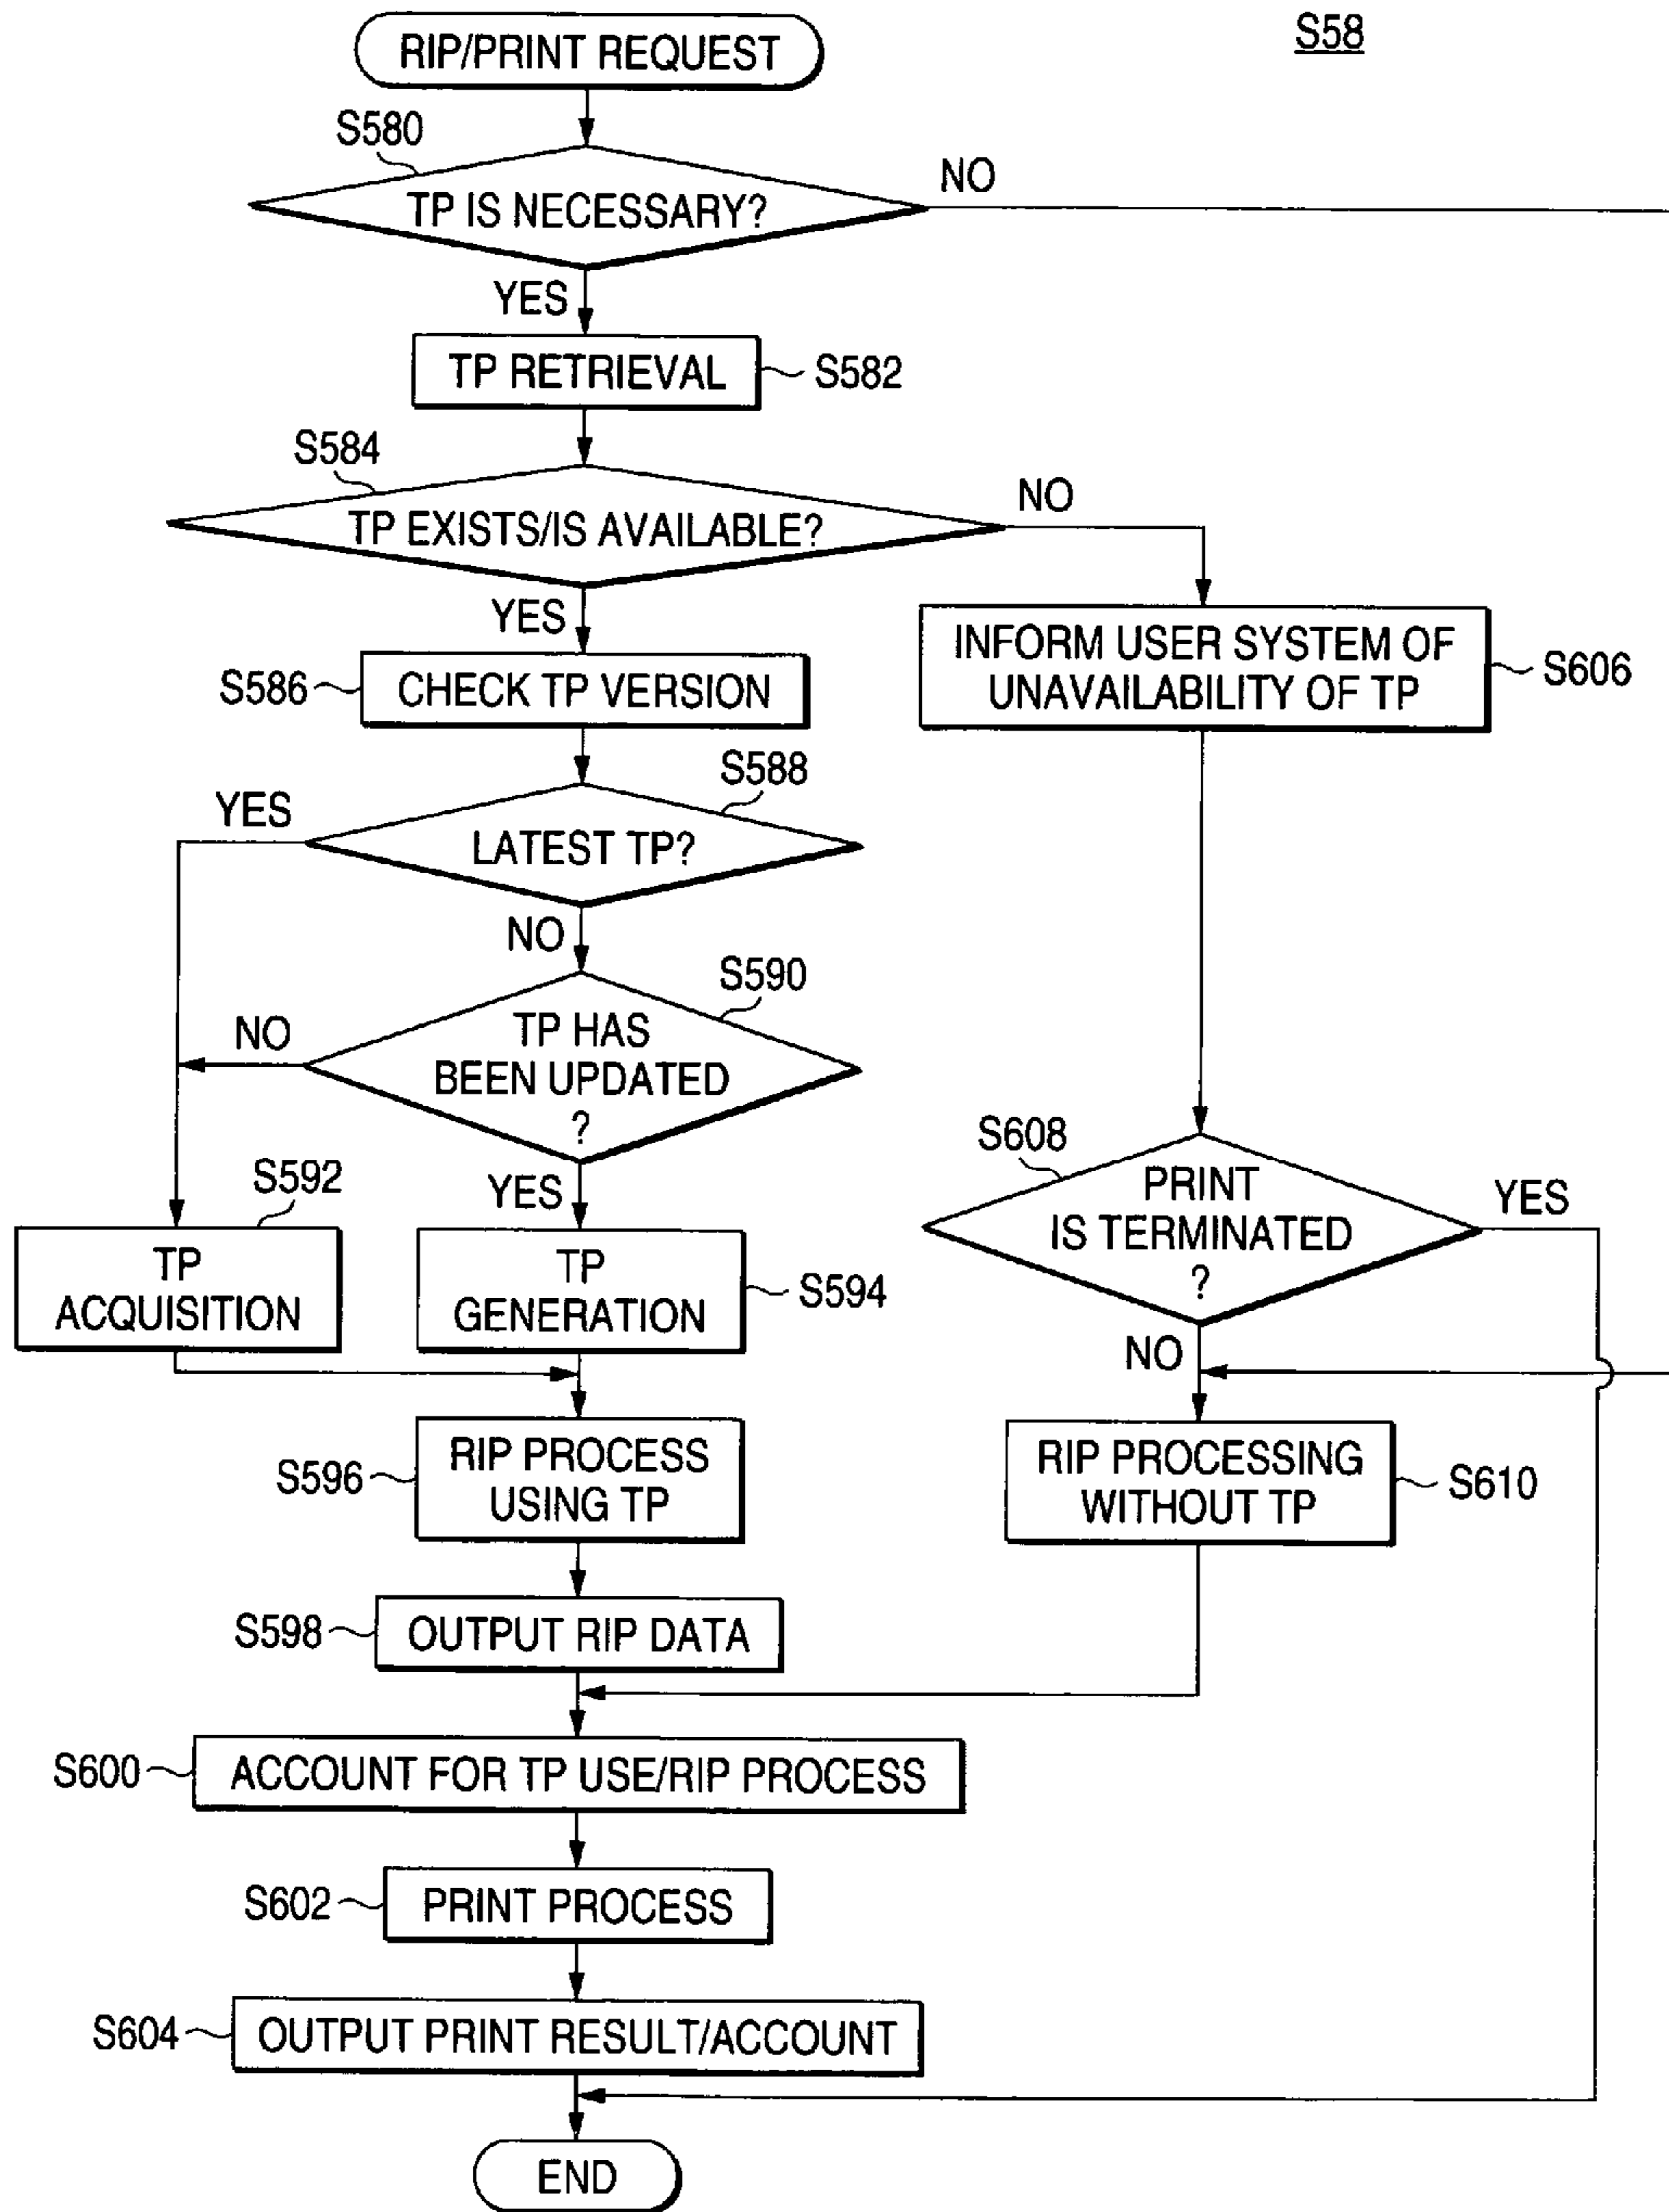 S58
RIP/PRINT REQUEST
S580
TP IS NECESSARY?
NO
YES
TP RETRIEVAL
S582
S584
TP EXISTS/IS AVAILABLE?
NO
YES
S586
CHECK TP VERSION
INFORM USER SYSTEM OF
UNAVAILABILITY OF TP
S606
S588
YES
LATEST TP?
NO
S590
NO
TP HAS
BEEN UPDATED
?
YES
S608
PRINT
IS TERMINATED
?
YES
NO
S592
TP
ACQUISITION
TP
GENERATION
S594
S596
RIP PROCESS
USING TP
RIP PROCESSING
WITHOUT TP
S610
S598
OUTPUT RIP DATA
S600
ACCOUNT FOR TP USE/RIP PROCESS
S602
PRINT PROCESS
S604
OUTPUT PRINT RESULT/ACCOUNT
END